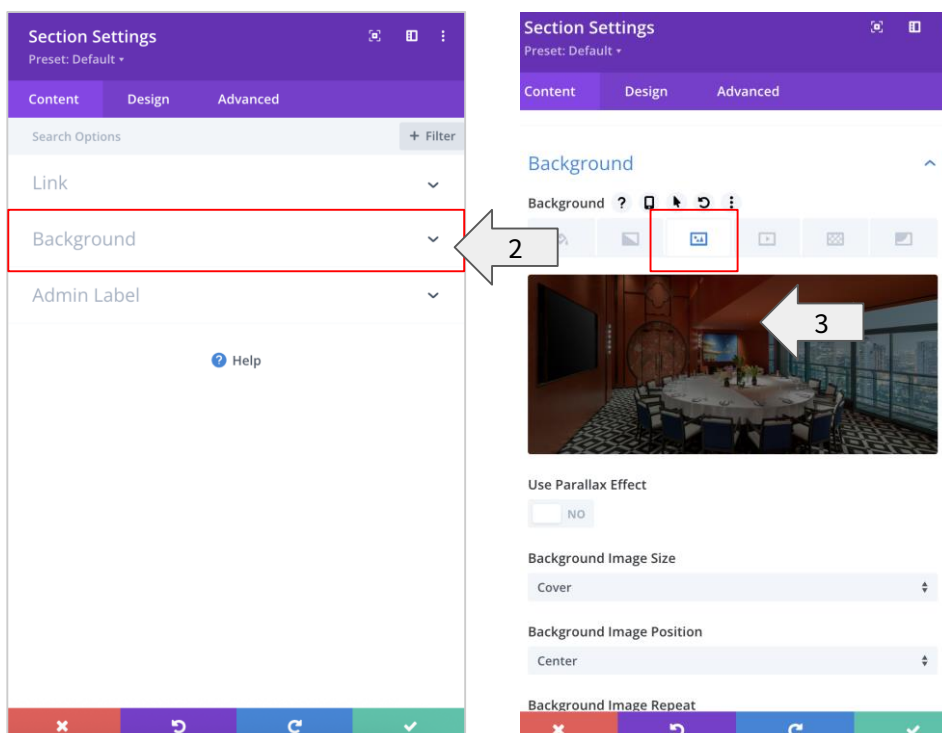 Section Settings
Preset: Default
Content Design Advanced
Search Options
+ Filter
Link
Background
2
Admin Label
? Help
Section Settings
Preset: Default
Content Design Advanced
Background
Background ?
3
Use Parallax Effect
NO
Background Image Size
Cover
Background Image Position
Center
Background Image Repeat